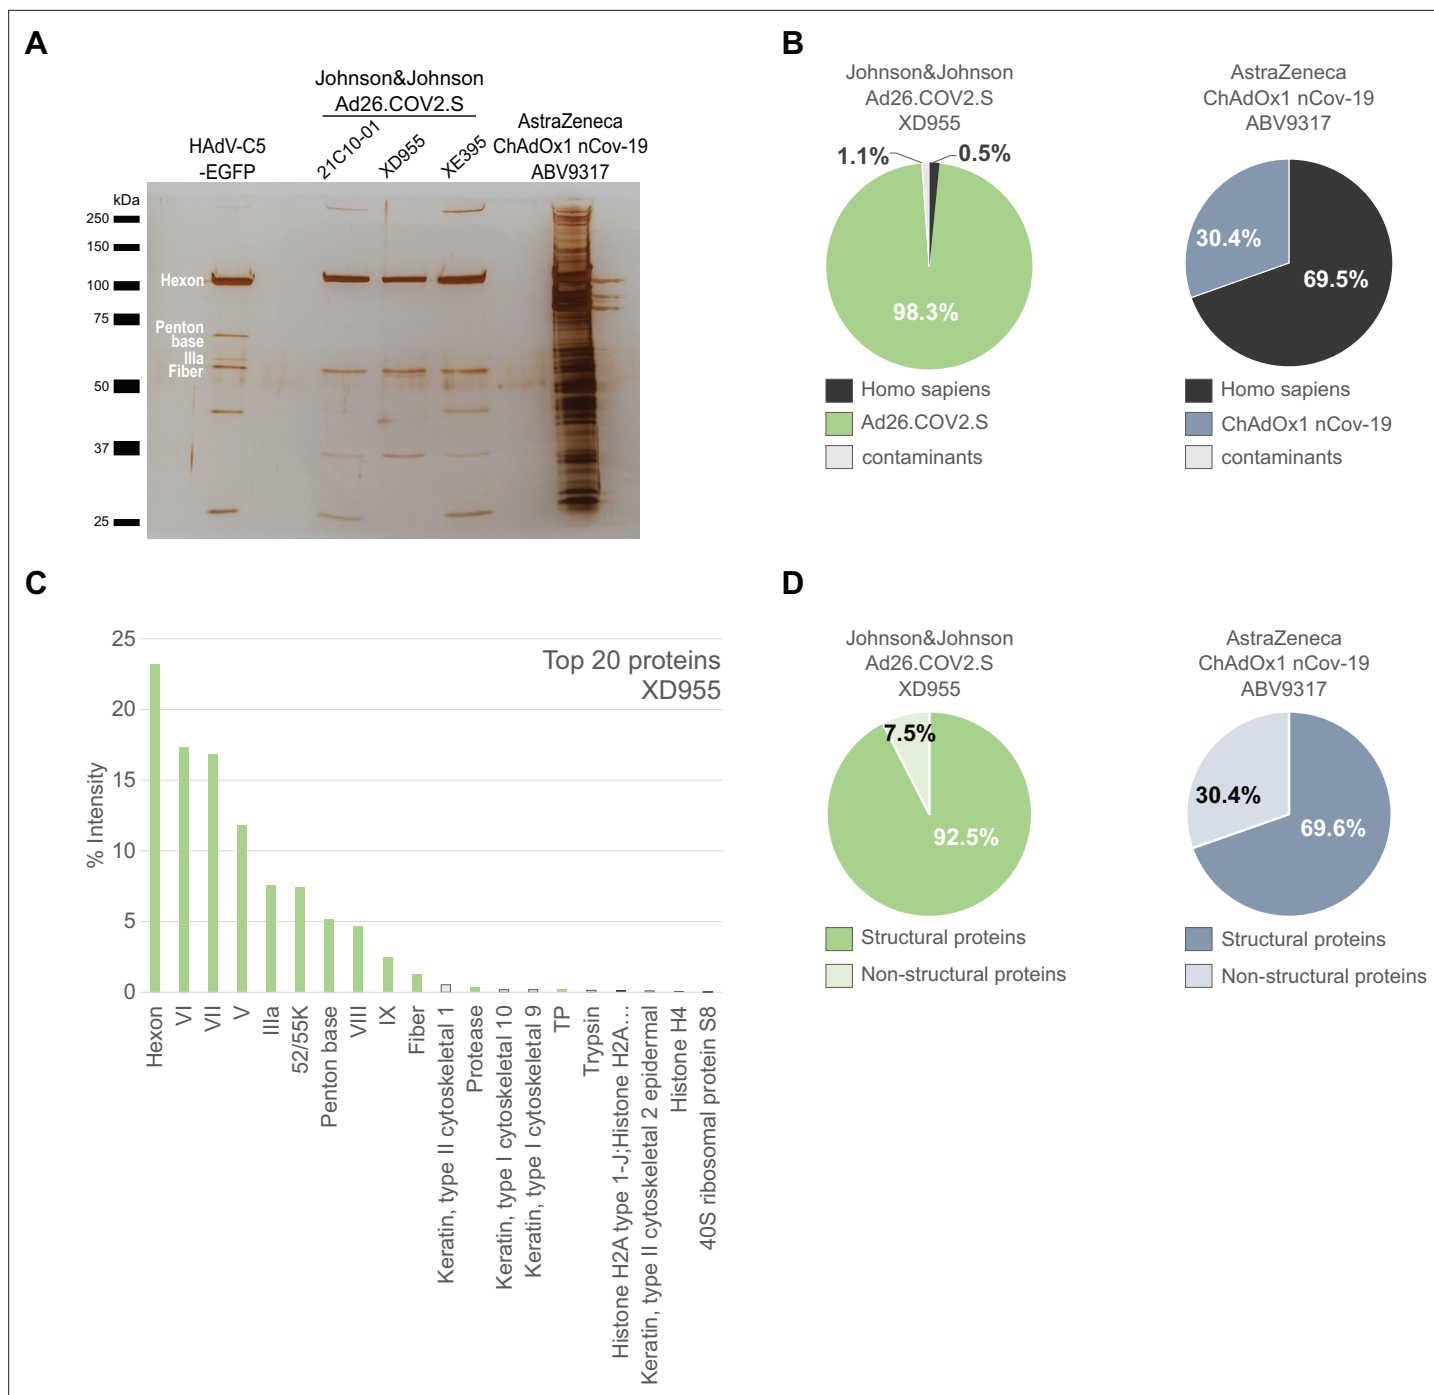 A
Johnson&Johnson
Ad26.COV2.S
HAdV-C5
-EGFP
21C10-01
XD955
XE395
AstraZeneca
ChAdOx1 nCov-19
ABV9317
kDa
250
150
100
75
50
37
25
Hexon
Penton
base
IIIa
Fiber
B
Johnson&Johnson
Ad26.COV2.S
XD955
1.1%
0.5%
98.3%
Homo sapiens
Ad26.COV2.S
contaminants
AstraZeneca
ChAdOx1 nCov-19
ABV9317
30.4%
69.5%
Homo sapiens
ChAdOx1 nCov-19
contaminants
C
Top 20 proteins
XD955
% Intensity
25
20
15
10
5
0
Hexon
VI
VII
V
IIIa
52/55K
Penton base
VIII
IX
Fiber
Keratin, type II cytoskeletal 1
Protease
Keratin, type I cytoskeletal 10
Keratin, type I cytoskeletal 9
TP
Trypsin
Histone H2A type 1-J;Histone H2A...
Keratin, type II cytoskeletal 2 epidermal
Histone H4
40S ribosomal protein S8
D
Johnson&Johnson
Ad26.COV2.S
XD955
7.5%
92.5%
Structural proteins
Non-structural proteins
AstraZeneca
ChAdOx1 nCov-19
ABV9317
30.4%
69.6%
Structural proteins
Non-structural proteins